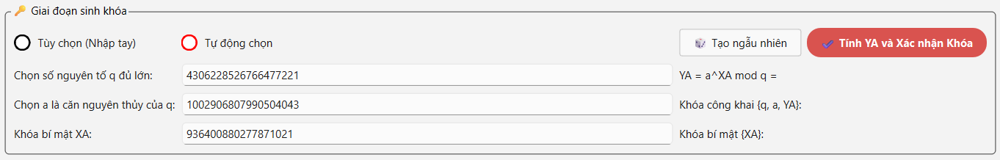 Giai đoạn sinh khóa
Tùy chọn (Nhập tay) Tự động chọn Tạo ngẫu nhiên Tính YA và Xác nhận Khóa
Chọn số nguyên tố q đủ lớn: 4306228526766477221 YA = a^XA mod q =
Chọn a là căn nguyên thủy của q: 1002906807990504043 Khóa công khai {q, a, YA}:
Khóa bí mật XA: 936400880277871021 Khóa bí mật {XA}: